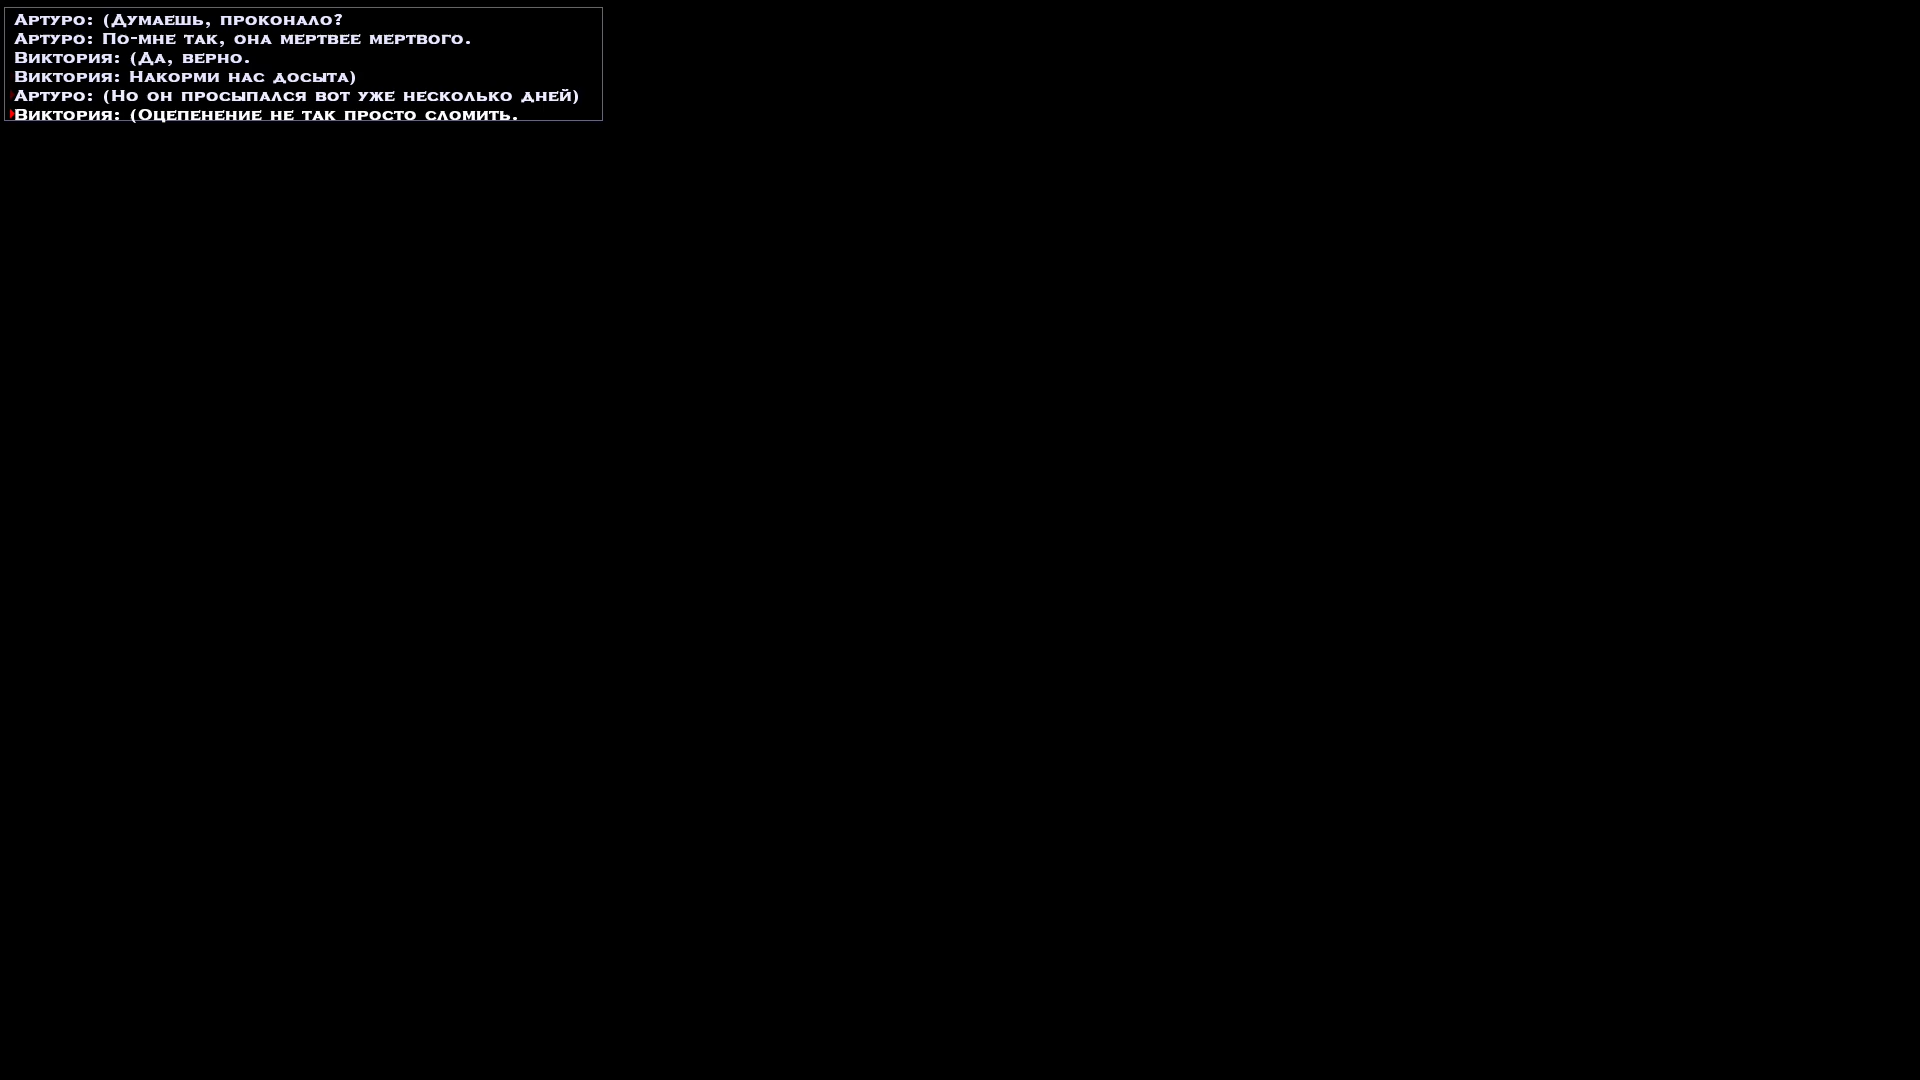 Артуро: (Думаешь, проконало?
Артуро: По-мне так, она мертвее мертвого.
Виктория: (Да, верно.
Виктория: Накорми нас досыта)
Артуро: (Но он просыпался вот уже несколько дней)
Виктория: (Оцепенение не так просто сломить.